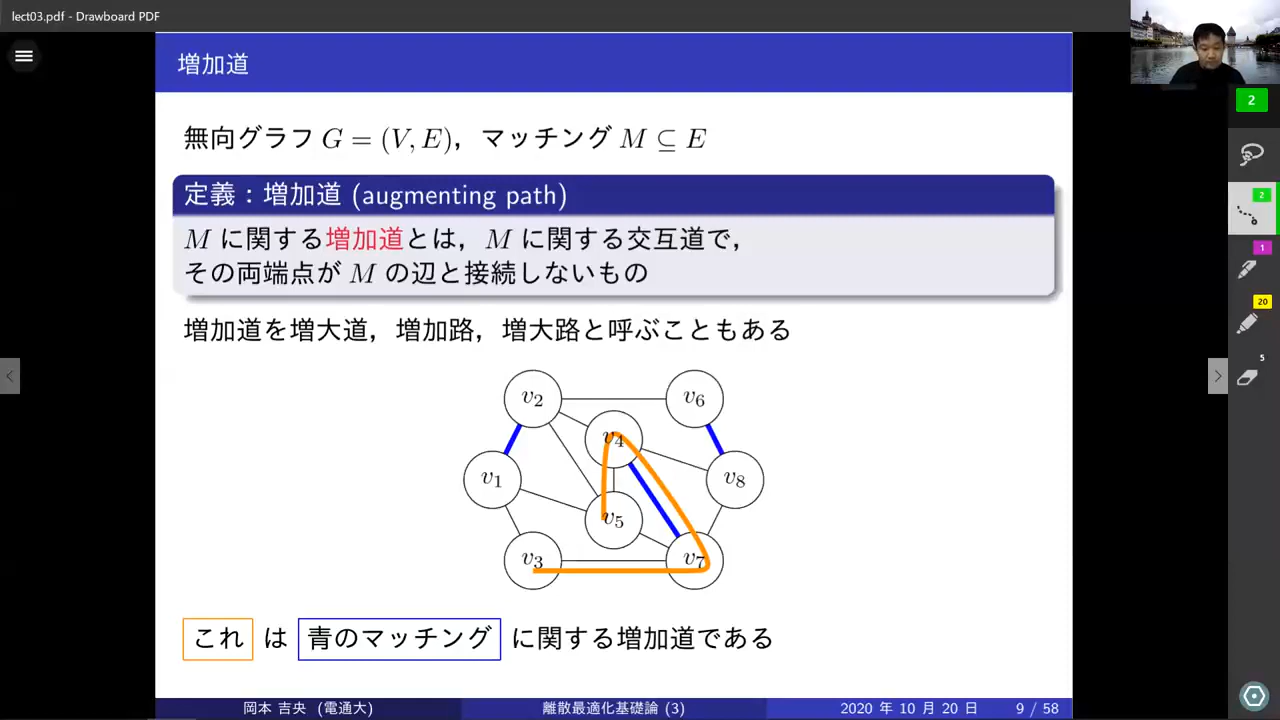 lect03.pdf - Drawboard PDF
増加道
無向グラフ G = (V, E), マッチング M ⊆ E
定義:増加道 (augmenting path)
M に関する増加道とは,M に関する交互道で,
その両端点が M の辺と接続しないもの
増加道を増大道,増加路,増大路と呼ぶこともある
v2
v6
v4
v1
v8
v5
v3
v7
これ は 青のマッチング に関する増加道である
岡本 吉央 (電通大)
離散最適化基礎論 (3)
2020 年 10 月 20 日
9 / 58
2
2
1
20
5